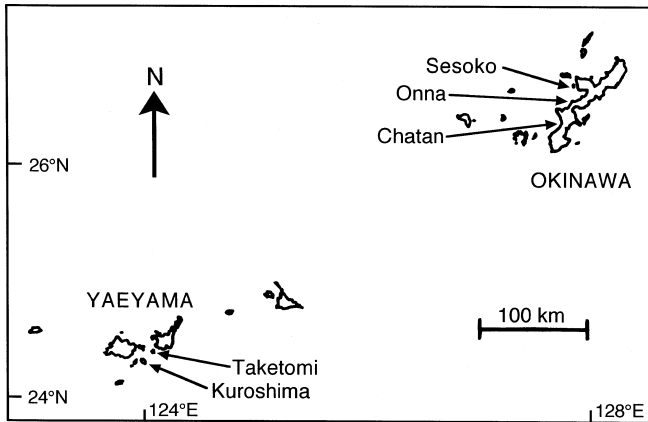 N
Sesoko
Onna
Chatan
26°N
OKINAWA
YAEYAMA
100 km
Taketomi
Kuroshima
24°N
124°E
128°E